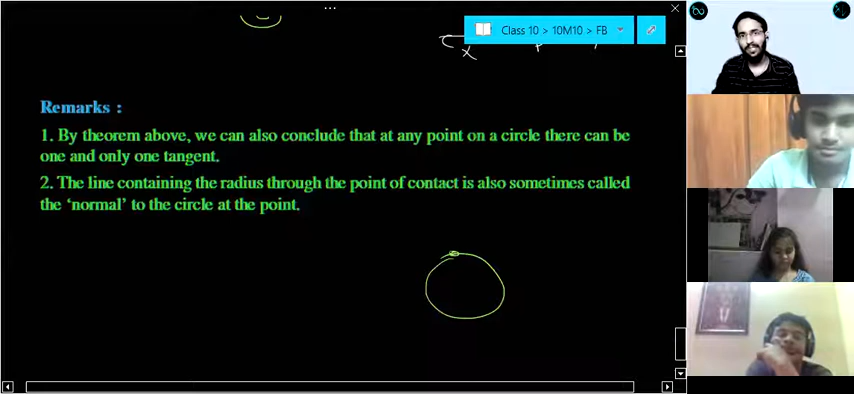 Class 10 > 10M10 > FB
x
Remarks :
1. By theorem above, we can also conclude that at any point on a circle there can be
one and only one tangent.
2. The line containing the radius through the point of contact is also sometimes called
the ‘normal’ to the circle at the point.